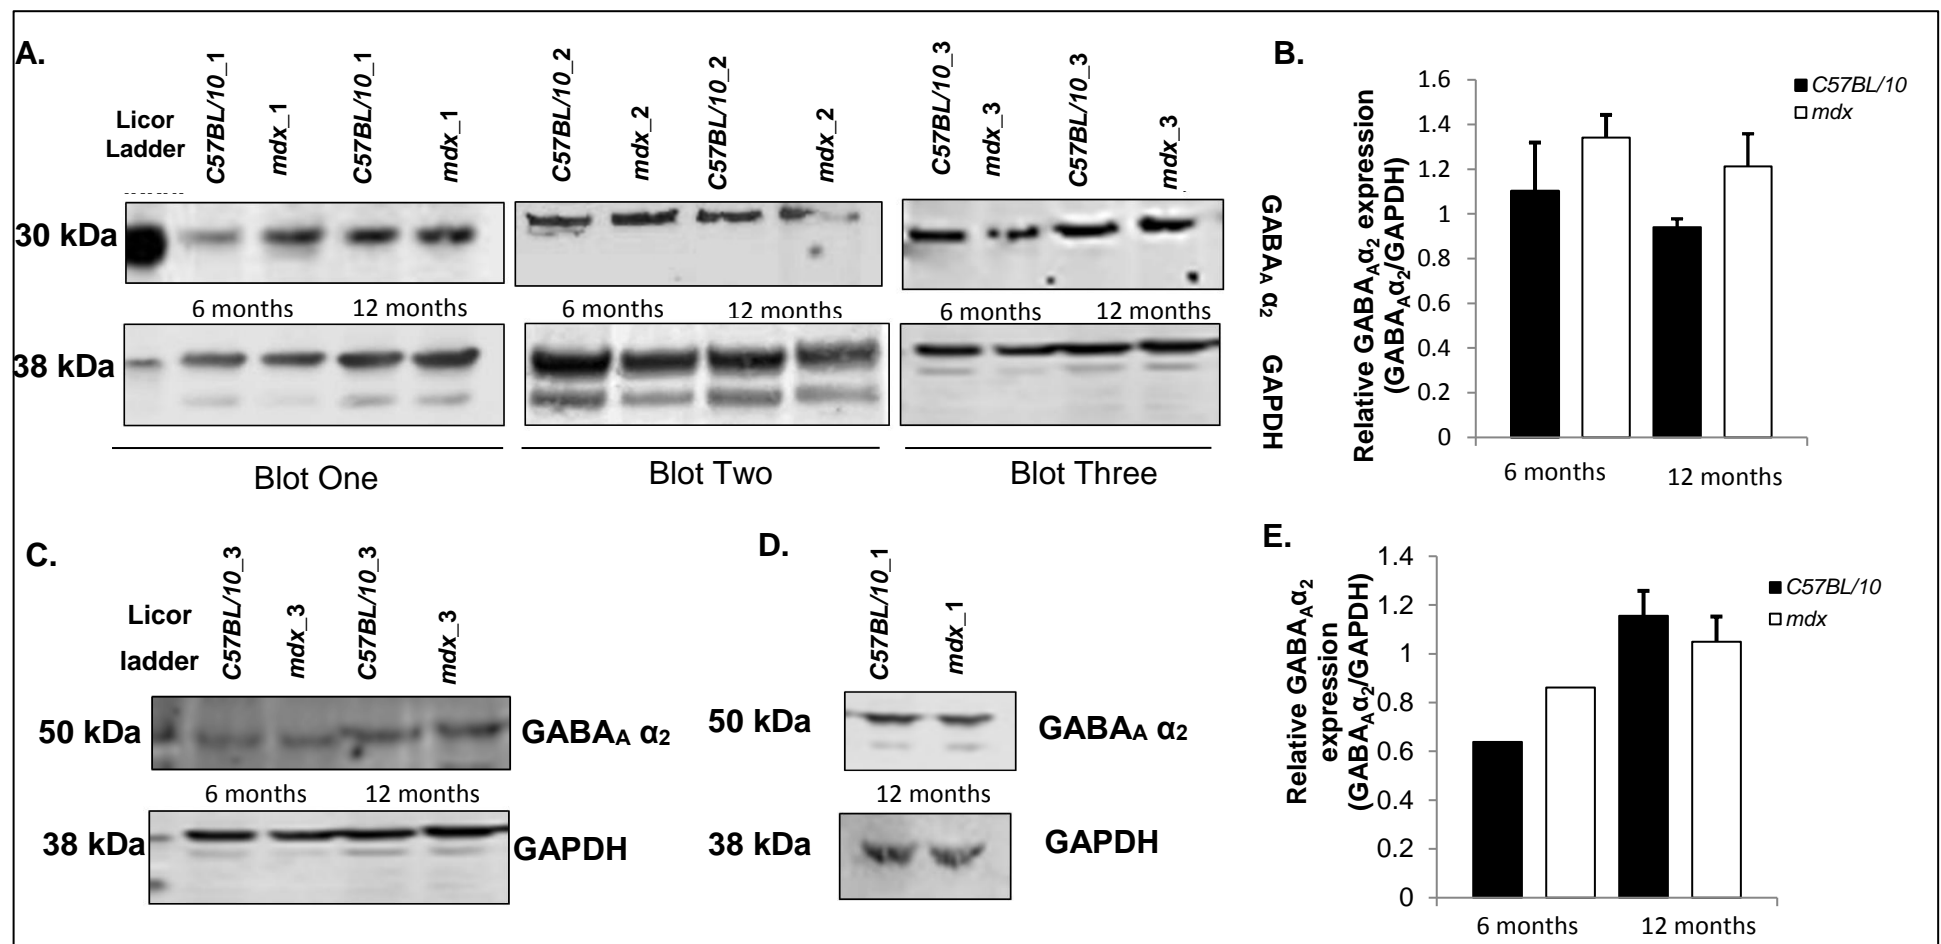 A.
Licor
Ladder
C57BL/10_1
mdx_1
C57BL/10_1
mdx_1
C57BL/10_2
mdx_2
C57BL/10_2
mdx_2
C57BL/10_3
mdx_3
C57BL/10_3
mdx_3
30 kDa
GABAA α2
6 months
12 months
6 months
12 months
6 months
12 months
38 kDa
GAPDH
Blot One
Blot Two
Blot Three
B.
Relative GABAAα2 expression
(GABAAα2/GAPDH)
1.6
1.4
1.2
1
0.8
0.6
0.4
0.2
0
C57BL/10
mdx
6 months
12 months
C.
Licor
ladder
C57BL/10_3
mdx_3
C57BL/10_3
mdx_3
50 kDa
GABAA α2
6 months
12 months
38 kDa
GAPDH
D.
C57BL/10_1
mdx_1
50 kDa
GABAA α2
12 months
38 kDa
GAPDH
E.
Relative GABAAα2
expression
(GABAAα2/GAPDH)
1.4
1.2
1
0.8
0.6
0.4
0.2
0
C57BL/10
mdx
6 months
12 months